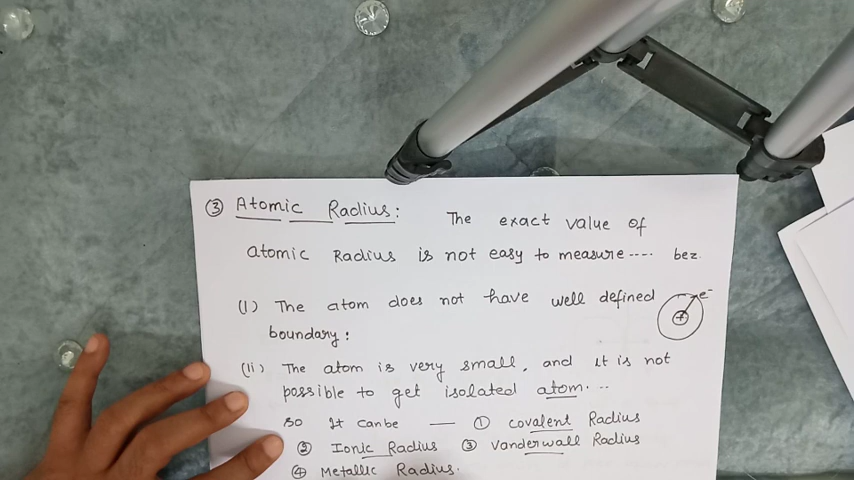 ③ Atomic Radius: The exact value of
atomic Radius is not easy to measure---- bez.
(i) The atom does not have well defined
boundary:
e-
+
(ii) The atom is very small, and it is not
possible to get isolated atom...
so It can be — ① covalent Radius
② Ionic Radius ③ vanderwall Radius
④ Metallic Radius.